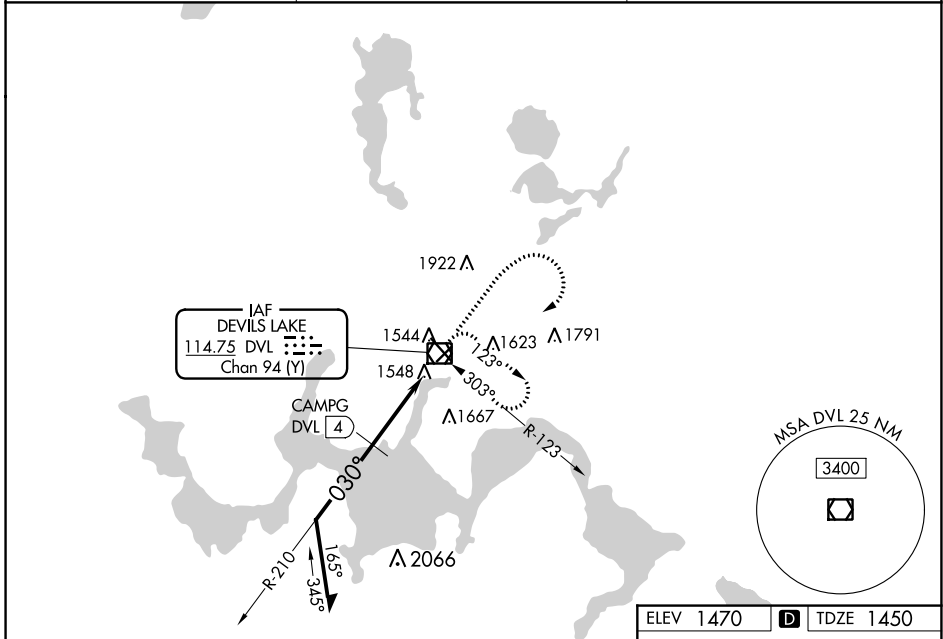 1922
IAF
DEVILS LAKE
114.75 DVL
Chan 94 (Y)
1544
1623
1791
123°
1548
303°
CAMPG
DVL 4
1667
R-123
MSA DVL 25 NM
3400
030°
R-210
165°
345°
2066
ELEV 1470 D TDZE 1450